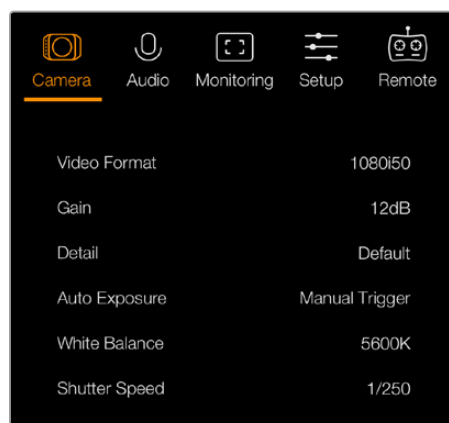 Camera Audio Monitoring Setup Remote
Video Format 1080i50
Gain 12dB
Detail Default
Auto Exposure Manual Trigger
White Balance 5600K
Shutter Speed 1/250